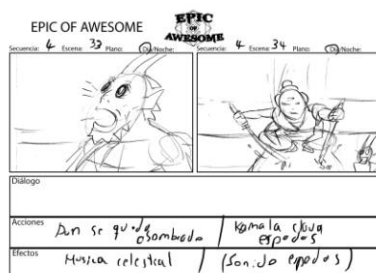 EPIC OF AWESOME
EPIC OF AWESOME
Secuencia: 4 Escena: 33 Plano: Día/Noche:
Secuencia: 4 Escena: 34 Plano: Día/Noche:
Diálogo
Acciones
Dun se queda asombrado
Kamala clava espadas
Efectos
Musica celestial
(Sonido espadas)